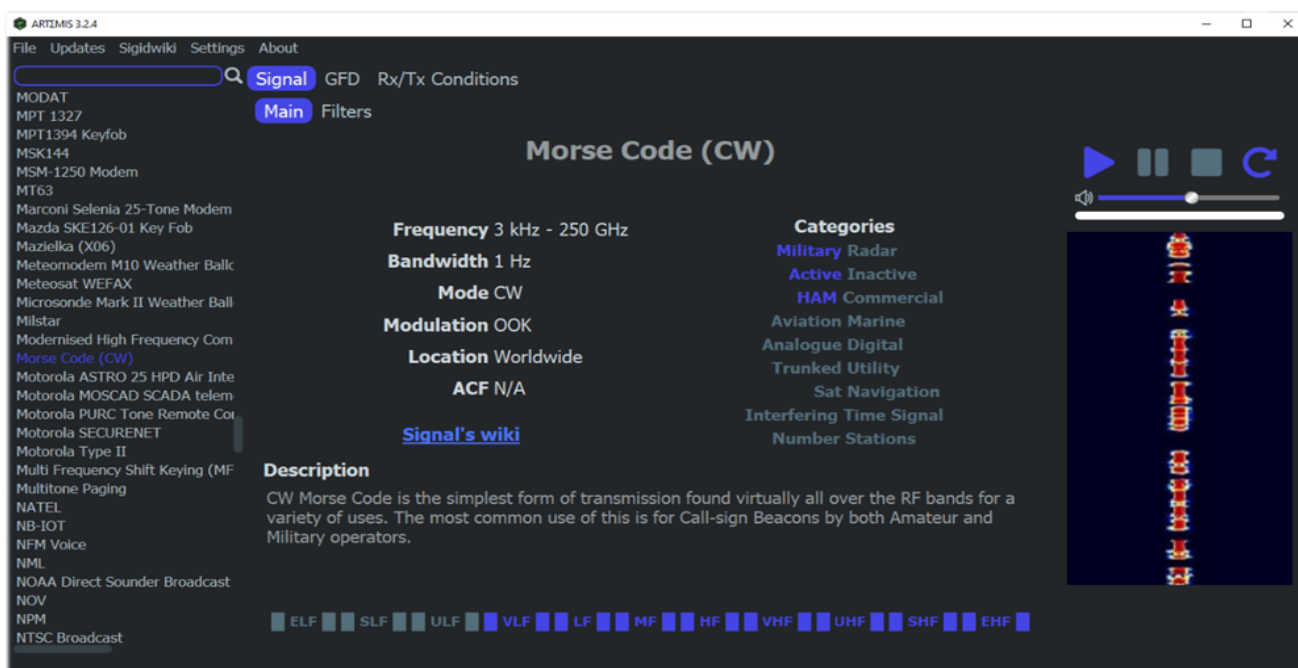 ARTEMIS 3.2.4
File Updates Sigidwiki Settings About
Signal GFD Rx/Tx Conditions
Main Filters
MODAT
MPT 1327
MPT1394 Keyfob
MSK144
MSM-1250 Modem
MT63
Marconi Selenia 25-Tone Modem
Mazda SKE126-01 Key Fob
Mazielka (X06)
Meteomodem M10 Weather Ballc
Meteosat WEFAX
Microsonde Mark II Weather Ball
Milstar
Modernised High Frequency Com
Morse Code (CW)
Motorola ASTRO 25 HPD Air Inte
Motorola MOSCAD SCADA telem
Motorola PURC Tone Remote Cor
Motorola SECURENET
Motorola Type II
Multi Frequency Shift Keying (MF
Multitone Paging
NATEL
NB-IOT
NFM Voice
NML
NOAA Direct Sounder Broadcast
NOV
NPM
NTSC Broadcast
Morse Code (CW)
Frequency 3 kHz - 250 GHz
Bandwidth 1 Hz
Mode CW
Modulation OOK
Location Worldwide
ACF N/A
Signal's wiki
Categories
Military Radar
Active Inactive
HAM Commercial
Aviation Marine
Analogue Digital
Trunked Utility
Sat Navigation
Interfering Time Signal
Number Stations
Description
CW Morse Code is the simplest form of transmission found virtually all over the RF bands for a
variety of uses. The most common use of this is for Call-sign Beacons by both Amateur and
Military operators.
ELF SLF ULF VLF LF MF HF VHF UHF SHF EHF